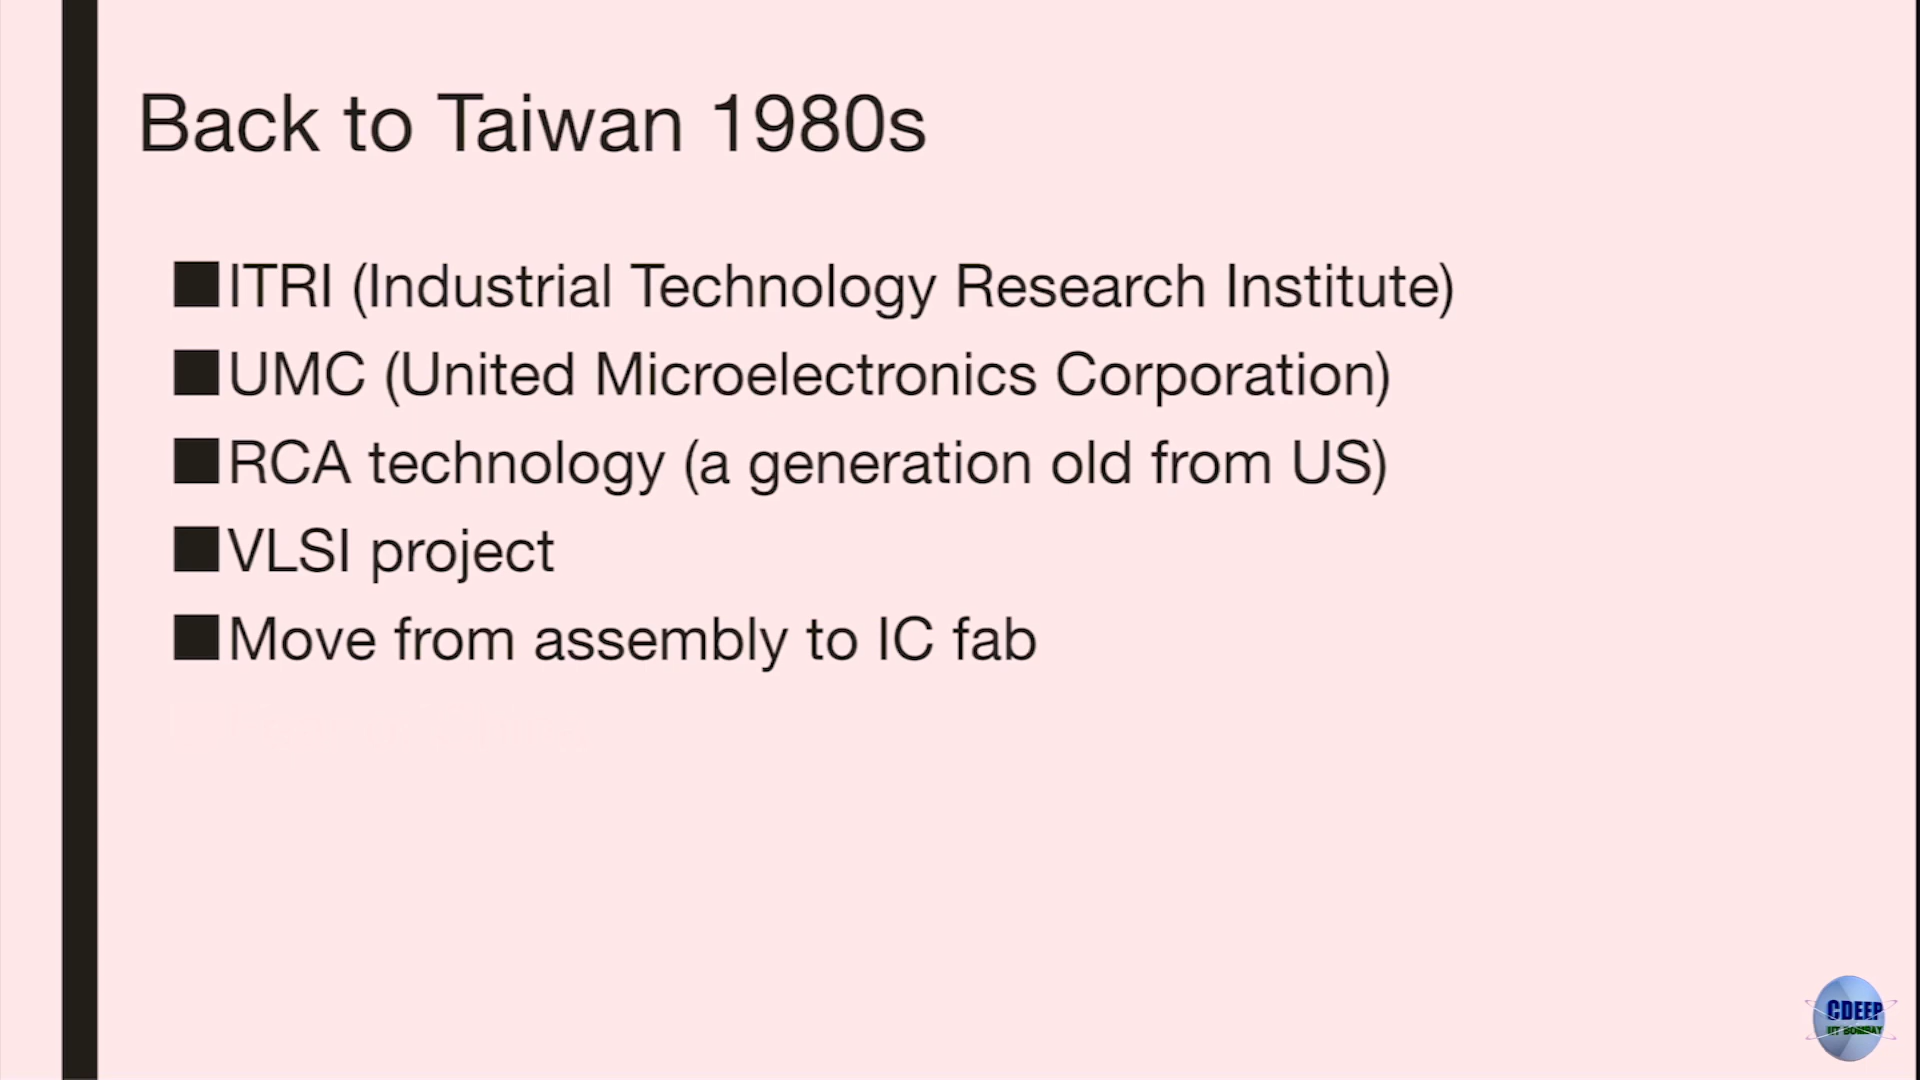 Back to Taiwan 1980s
ITRI (Industrial Technology Research Institute)
UMC (United Microelectronics Corporation)
RCA technology (a generation old from US)
VLSI project
Move from assembly to IC fab
CDEEP
IIT BOMBAY